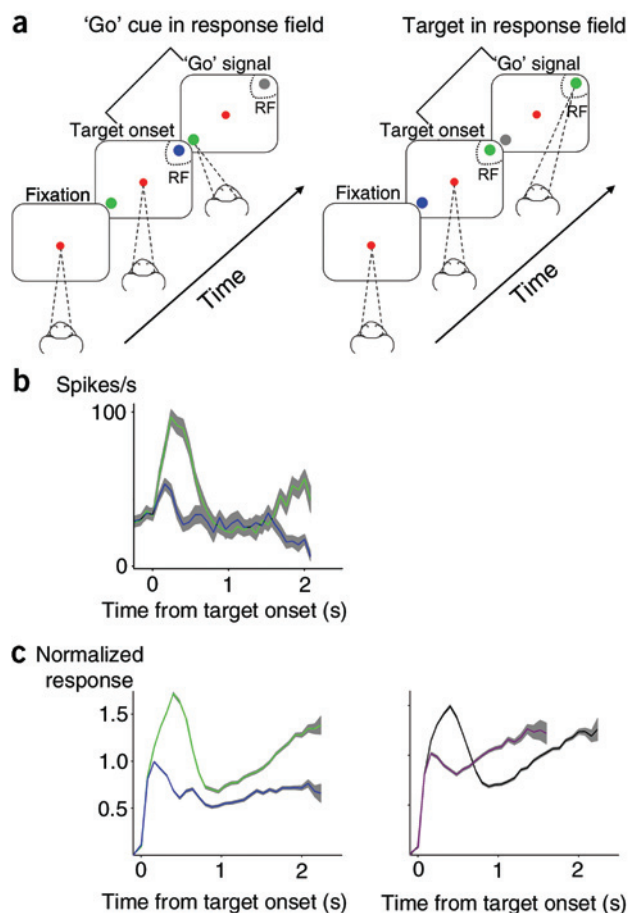 a
‘Go’ cue in response field
Target in response field
‘Go’ signal
RF
Target onset
RF
Fixation
Time
‘Go’ signal
RF
Target onset
RF
Fixation
Time
b
Spikes/s
100
0
0 1 2
Time from target onset (s)
c
Normalized
response
1.5
1.0
0.5
0 1 2
Time from target onset (s)
0 1 2
Time from target onset (s)